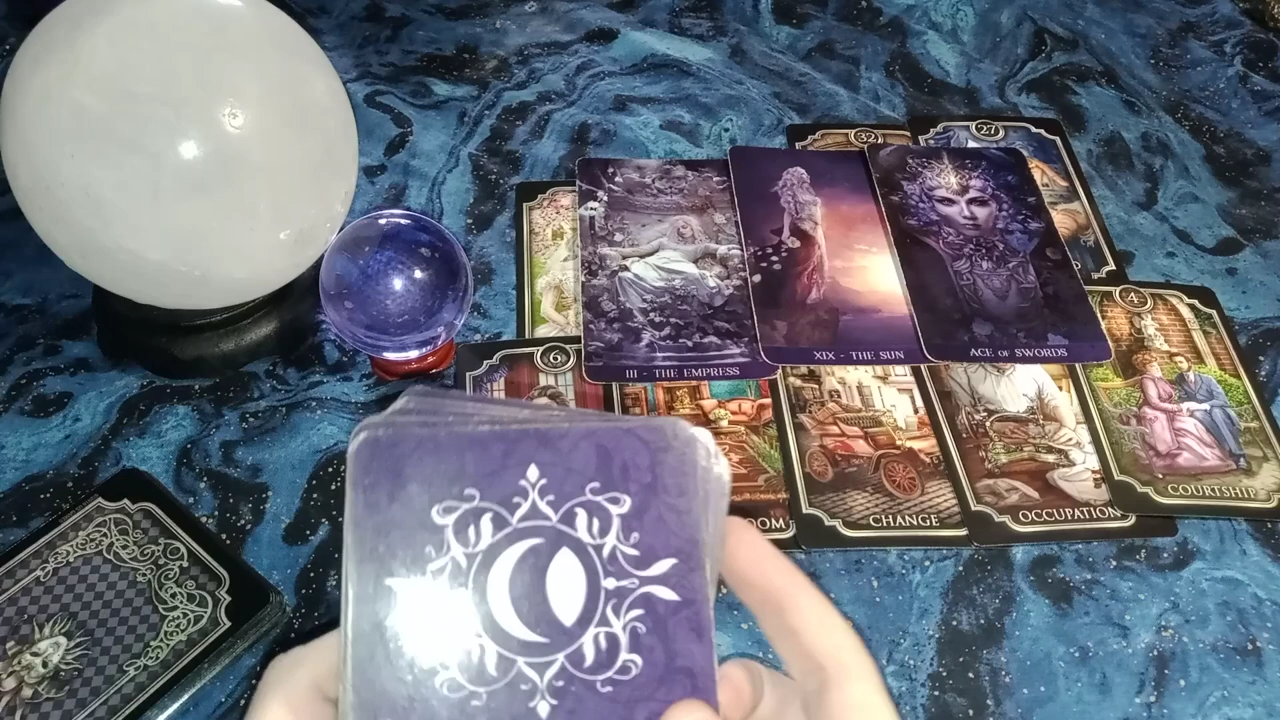 32
27
III - THE EMPRESS
XIX - THE SUN
ACE OF SWORDS
6
4
OOM
CHANGE
OCCUPATION
COURTSHIP